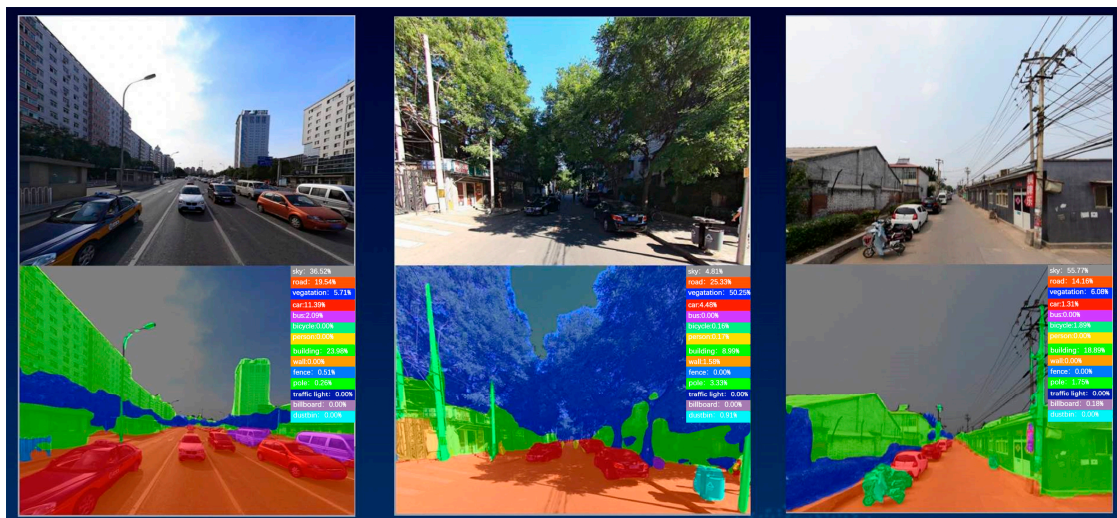 sky: 36.52%
road: 19.54%
vegatation: 5.71%
car:11.39%
bus:2.09%
bicycle:0.00%
person:0.00%
building: 23.98%
wall:0.00%
fence: 0.51%
pole: 0.26%
traffic light: 0.00%
billboard: 0.00%
dustbin: 0.00%
sky: 4.81%
road: 25.33%
vegatation: 50.25%
car:4.48%
bus:0.00%
bicycle:0.16%
person:0.17%
building: 8.99%
wall:1.58%
fence: 0.00%
pole: 3.33%
traffic light: 0.00%
billboard: 0.00%
dustbin: 0.91%
sky: 55.77%
road: 14.16%
vegatation: 6.08%
car:1.31%
bus:0.00%
bicycle:1.89%
person:0.00%
building: 18.89%
wall:0.00%
fence: 0.00%
pole: 1.75%
traffic light: 0.00%
billboard: 0.18%
dustbin: 0.00%